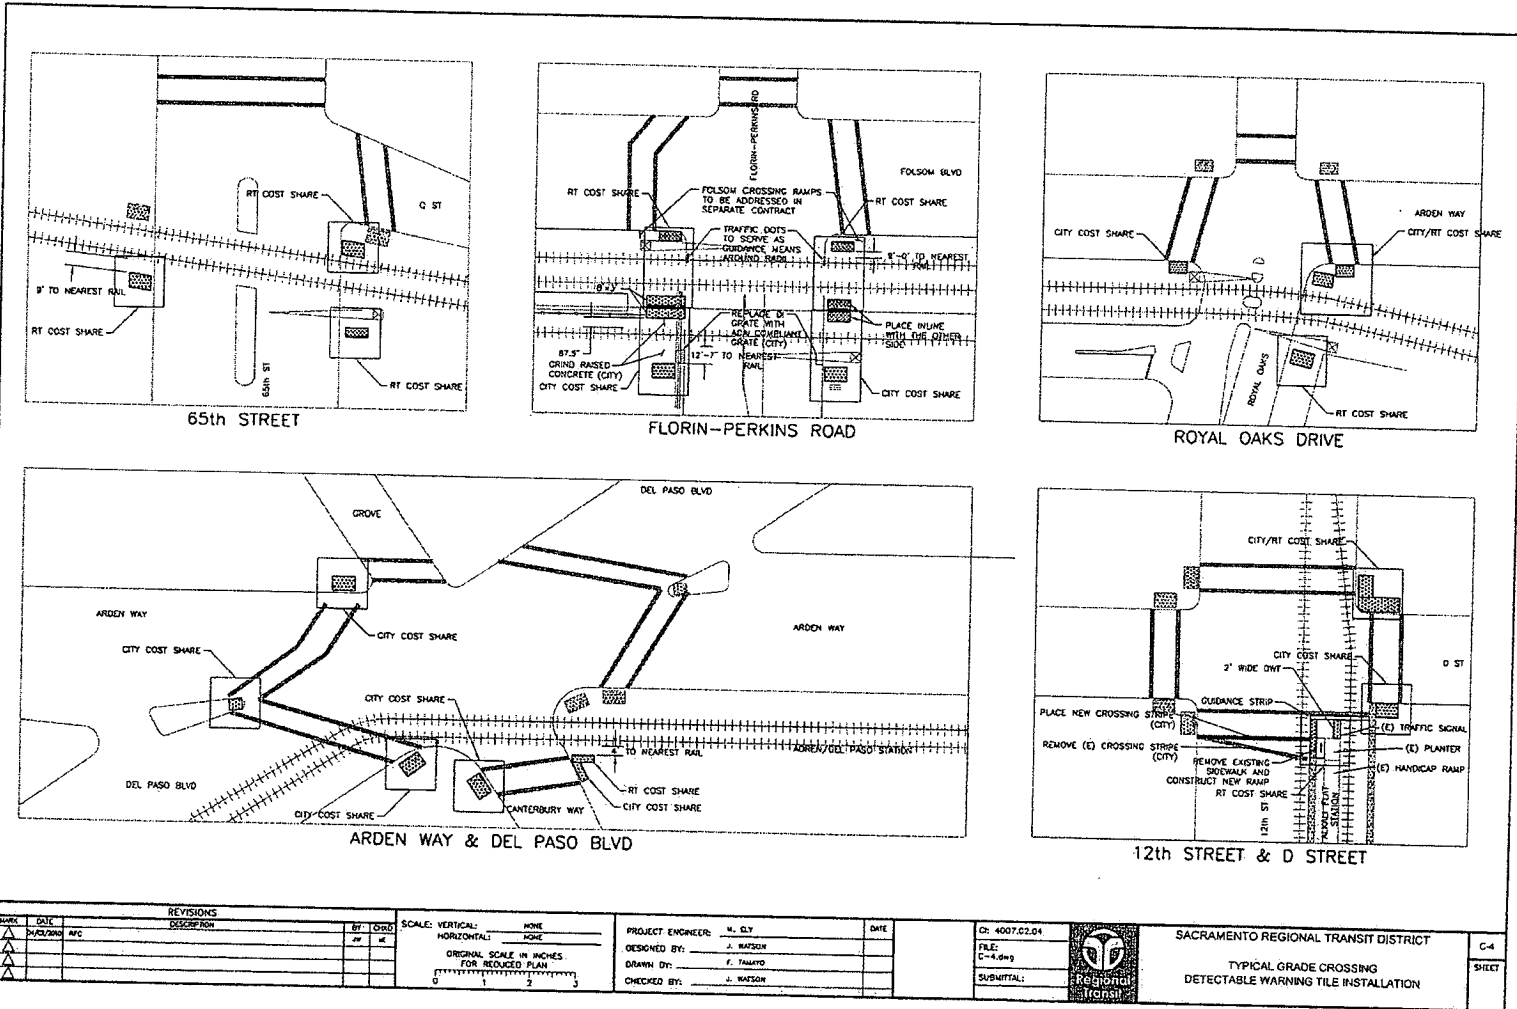 RT COST SHARE
Q ST
9' TO NEAREST RAIL
RT COST SHARE
65th ST
RT COST SHARE
65th STREET
FLORIN-PERKINS RD
FOLSOM BLVD
RT COST SHARE
FOLSOM CROSSING RAMPS
TO BE ADDRESSED IN
SEPARATE CONTRACT
RT COST SHARE
TRAFFIC DOTS
TO SERVE AS
GUIDANCE MEANS
AROUND RADII
TO NEAREST
RAIL
REPLACE DI
GRATE WITH
ADA COMPLIANT
GRATE (CITY)
PLACE INLINE
WITH THE OTHER
SIDE
87.5"
GRIND RAISED
CONCRETE (CITY)
12'-7" TO NEAREST
RAIL
CITY COST SHARE
CITY COST SHARE
FLORIN-PERKINS ROAD
ARDEN WAY
CITY COST SHARE
CITY/RT COST SHARE
ROYAL OAKS
RT COST SHARE
ROYAL OAKS DRIVE
DEL PASO BLVD
GROVE
ARDEN WAY
CITY COST SHARE
CITY COST SHARE
ARDEN WAY
CITY COST SHARE
TO NEAREST RAIL
DEL PASO BLVD
RT COST SHARE
CITY COST SHARE
CANTERBURY WAY
CITY COST SHARE
ARDEN WAY & DEL PASO BLVD
CITY/RT COST SHARE
CITY COST SHARE
D ST
2' WIDE DWT
GUIDANCE STRIP
PLACE NEW CROSSING STRIPE
(CITY)
(E) TRAFFIC SIGNAL
REMOVE (E) CROSSING STRIPE
(CITY)
(E) PLANTER
REMOVE EXISTING
SIDEWALK AND
CONSTRUCT NEW RAMP
(E) HANDICAP RAMP
RT COST SHARE
12th ST
ALKALI FLAT
STATION
12th STREET & D STREET
REVISIONS
MARK DATE DESCRIPTION BY CHKD
RFC JW
SCALE: VERTICAL: NONE
HORIZONTAL: NONE
ORIGINAL SCALE IN INCHES
FOR REDUCED PLAN
0 1 2 3
PROJECT ENGINEER: DATE
DESIGNED BY: J. WATSON
DRAWN BY: F. TAMAYO
CHECKED BY: J. WATSON
4007.02.04
FILE:
C-4.dwg
SUBMITTAL:
Regional
Transit
SACRAMENTO REGIONAL TRANSIT DISTRICT
TYPICAL GRADE CROSSING
DETECTABLE WARNING TILE INSTALLATION
C-4
SHEET